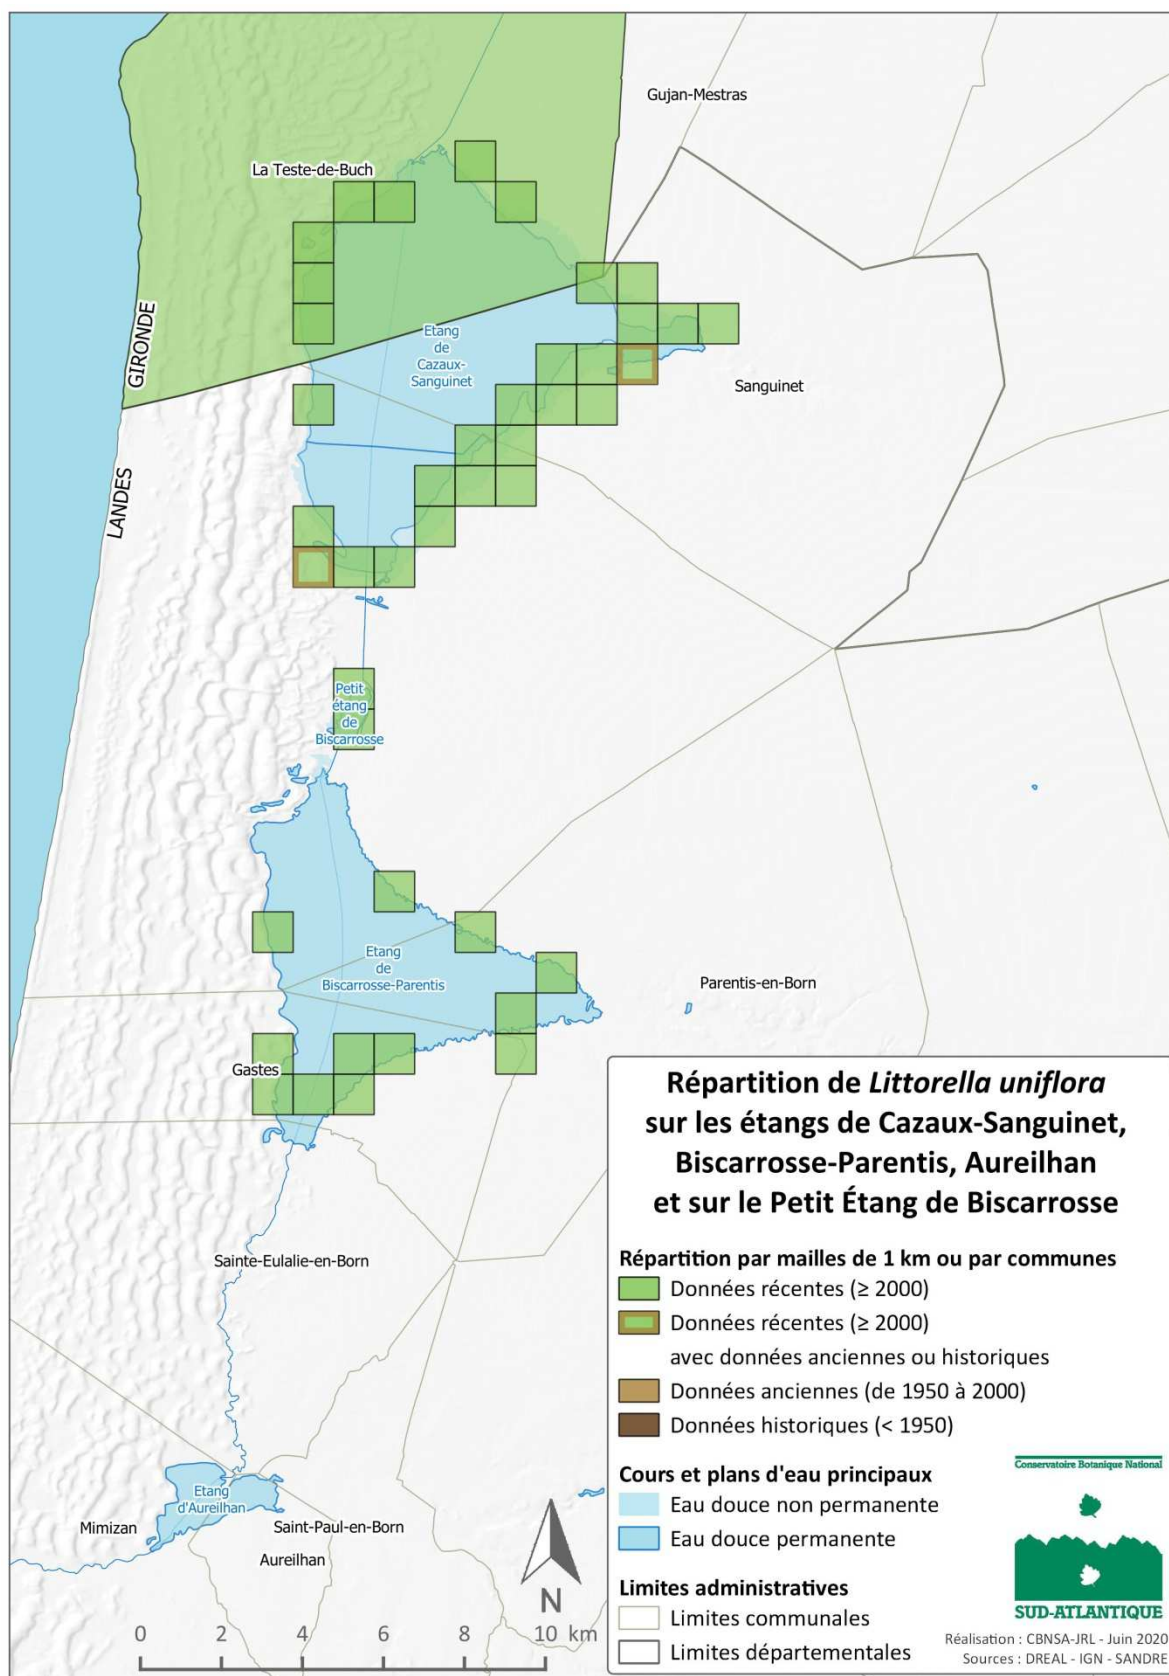 Gujan-Mestras
La Teste-de-Buch
GIRONDE
Etang
de
Cazaux-
Sanguinet
Sanguinet
LANDES
Petit
étang
de
Biscarrosse
Etang
de
Biscarrosse-Parentis
Parentis-en-Born
Gastes
Sainte-Eulalie-en-Born
Etang
d'Aureilhan
Mimizan
Saint-Paul-en-Born
Aureilhan
N
0 2 4 6 8 10 km
Répartition de Littorella uniflora
sur les étangs de Cazaux-Sanguinet,
Biscarrosse-Parentis, Aureilhan
et sur le Petit Étang de Biscarrosse
Répartition par mailles de 1 km ou par communes
Données récentes (≥ 2000)
Données récentes (≥ 2000)
avec données anciennes ou historiques
Données anciennes (de 1950 à 2000)
Données historiques (< 1950)
Cours et plans d'eau principaux
Eau douce non permanente
Eau douce permanente
Limites administratives
Limites communales
Limites départementales
Conservatoire Botanique National
SUD-ATLANTIQUE
Réalisation : CBNSA-JRL - Juin 2020
Sources : DREAL - IGN - SANDRE